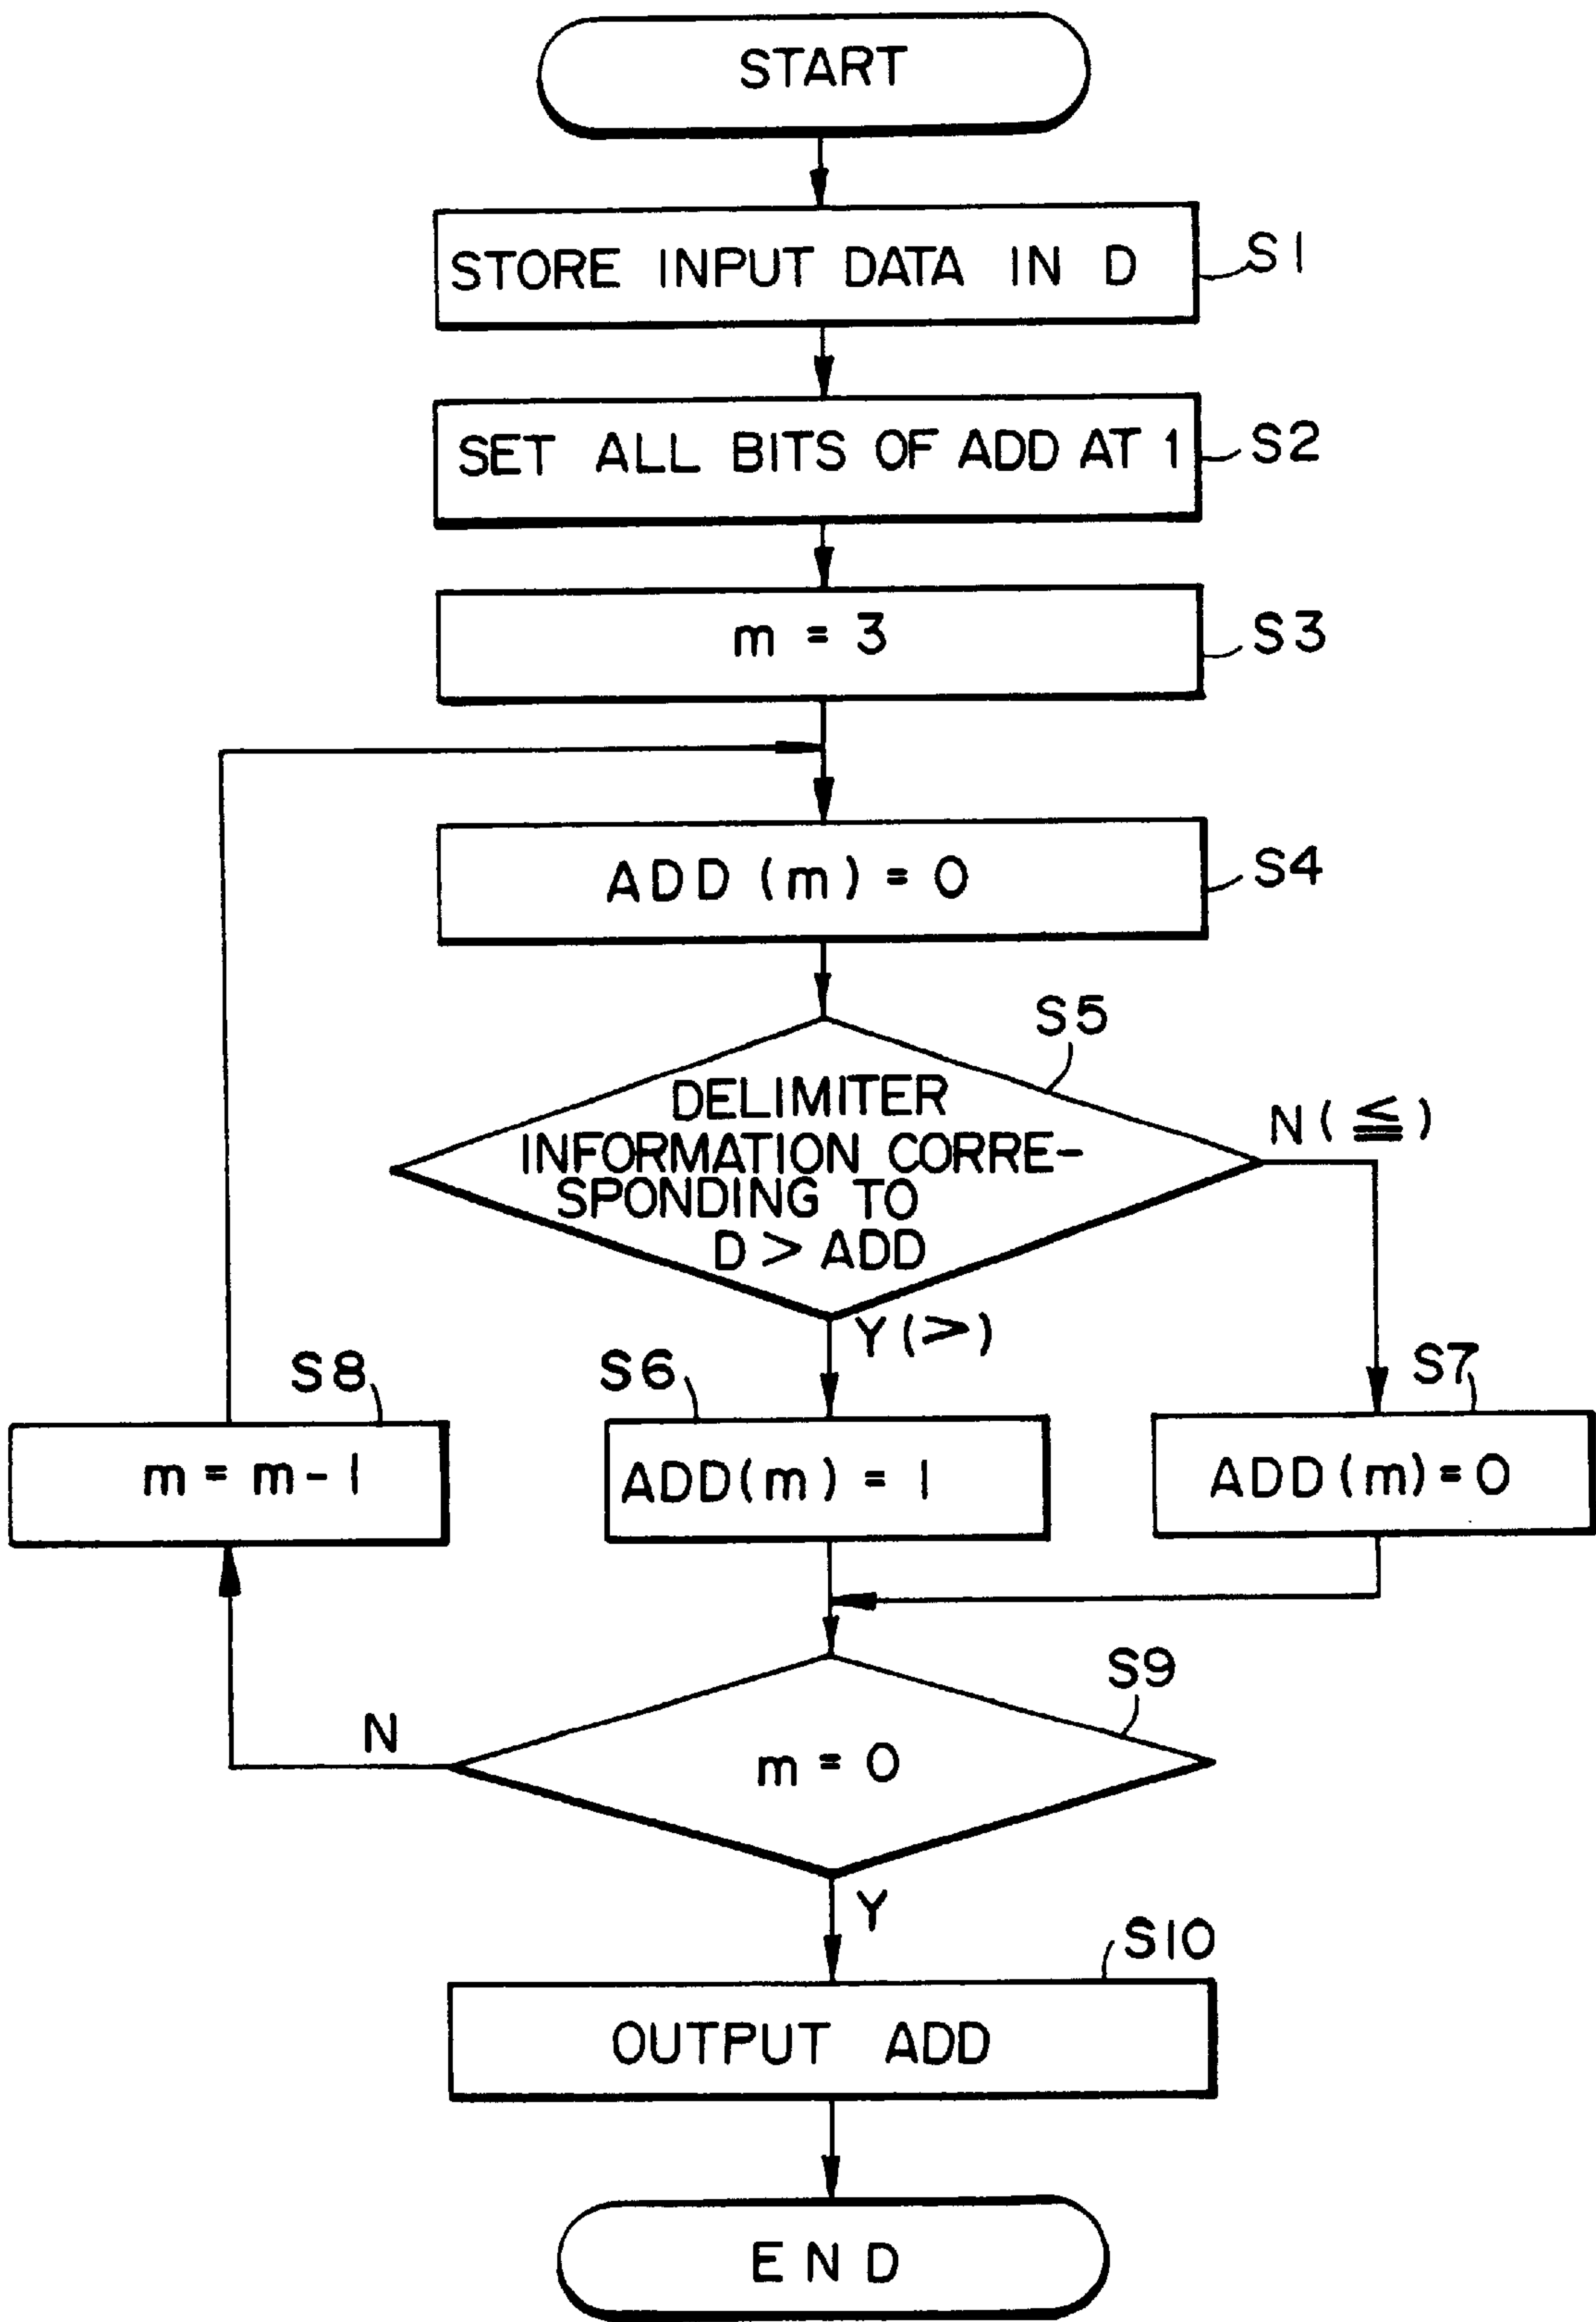 START
STORE INPUT DATA IN D
S1
SET ALL BITS OF ADD AT 1
S2
m = 3
S3
ADD (m) = 0
S4
S5
DELIMITER
INFORMATION CORRE-
SPONDING TO
D > ADD
N (≦)
Y (>)
S8
S6
S7
m = m - 1
ADD(m) = 1
ADD(m) = 0
S9
N
m = 0
Y
S10
OUTPUT ADD
END